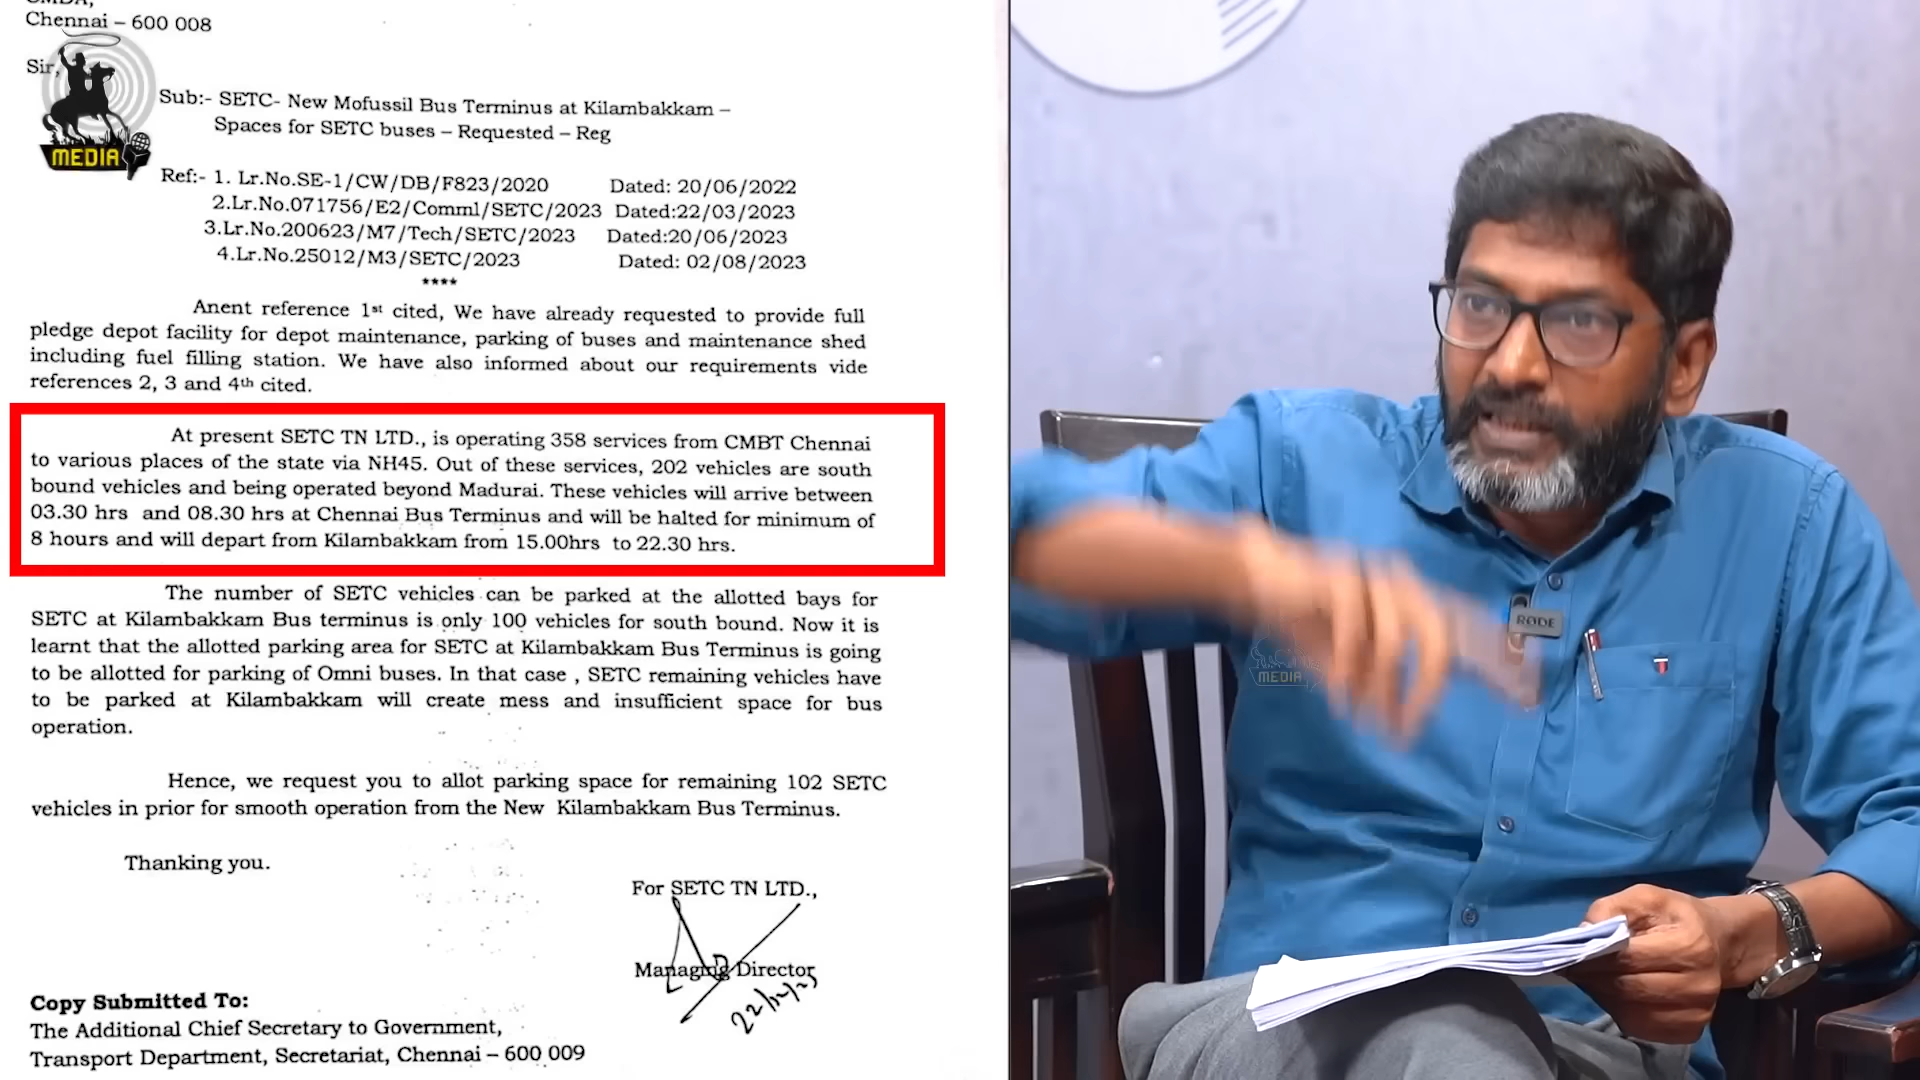 CMDA,
Chennai – 600 008
Sir,
MEDIA
Sub:- SETC- New Mofussil Bus Terminus at Kilambakkam –
Spaces for SETC buses – Requested – Reg
Ref:- 1. Lr.No.SE-1/CW/DB/F823/2020 Dated: 20/06/2022
2.Lr.No.071756/E2/Comml/SETC/2023 Dated:22/03/2023
3.Lr.No.200623/M7/Tech/SETC/2023 Dated:20/06/2023
4.Lr.No.25012/M3/SETC/2023 Dated: 02/08/2023
****
Anent reference 1st cited, We have already requested to provide full
pledge depot facility for depot maintenance, parking of buses and maintenance shed
including fuel filling station. We have also informed about our requirements vide
references 2, 3 and 4th cited.
At present SETC TN LTD., is operating 358 services from CMBT Chennai
to various places of the state via NH45. Out of these services, 202 vehicles are south
bound vehicles and being operated beyond Madurai. These vehicles will arrive between
03.30 hrs and 08.30 hrs at Chennai Bus Terminus and will be halted for minimum of
8 hours and will depart from Kilambakkam from 15.00hrs to 22.30 hrs.
The number of SETC vehicles can be parked at the allotted bays for
SETC at Kilambakkam Bus terminus is only 100 vehicles for south bound. Now it is
learnt that the allotted parking area for SETC at Kilambakkam Bus Terminus is going
to be allotted for parking of Omni buses. In that case , SETC remaining vehicles have
to be parked at Kilambakkam will create mess and insufficient space for bus
operation.
Hence, we request you to allot parking space for remaining 102 SETC
vehicles in prior for smooth operation from the New Kilambakkam Bus Terminus.
Thanking you.
For SETC TN LTD.,
Managing Director
22/12/23
Copy Submitted To:
The Additional Chief Secretary to Government,
Transport Department, Secretariat, Chennai – 600 009
RODE
MEDIA